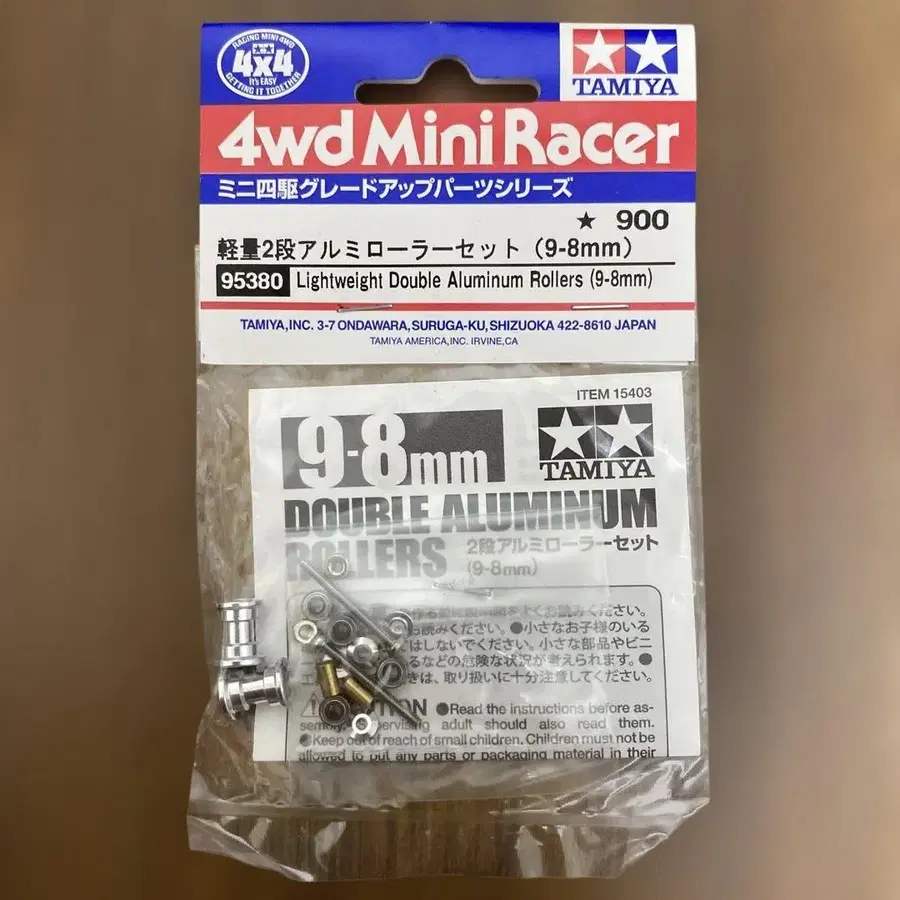 RACING MINI 4WD
4x4
It's EASY
GETTING IT TOGETHER
TAMIYA
4wd Mini Racer
ミニ四駆グレードアップパーツシリーズ
★ 900
軽量2段アルミローラーセット (9-8mm)
95380 Lightweight Double Aluminum Rollers (9-8mm)
TAMIYA,INC. 3-7 ONDAWARA,SURUGA-KU,SHIZUOKA 422-8610 JAPAN
TAMIYA AMERICA,INC. IRVINE,CA
ITEM 15403
9-8mm
TAMIYA
DOUBLE ALUMINUM
ROLLERS 2段アルミローラーセット
(9-8mm)
をよくお読みください。
お読みください。●小さなお子様のいる
はしないでください。小さな部品やビニ
るなどの危険な状況が考えられます。●
は、取り扱いに十分注意してください。
CAUTION ●Read the instructions before as-
supervising adult should also read them.
●Keep out of reach of small children. Children must not be
allowed to put any parts or packaging material in their